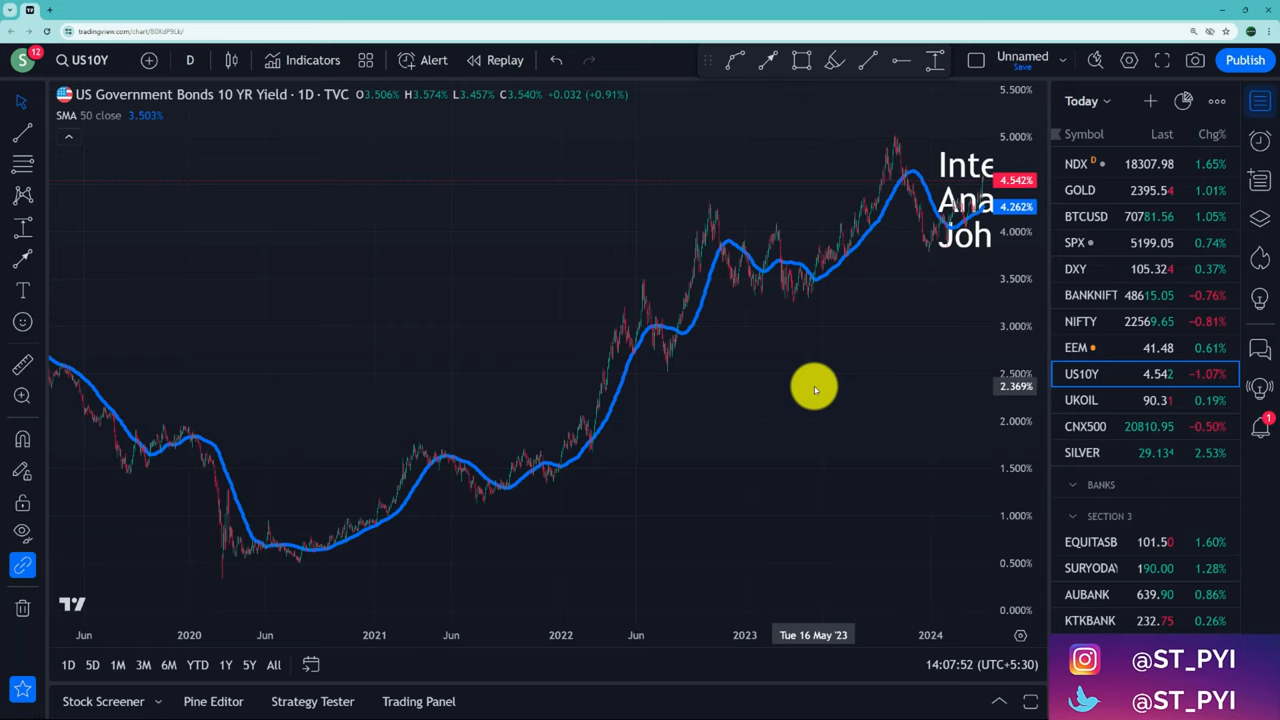 tradingview.com/chart/80XdP9Lk/
S 12
US10Y
D
Indicators
Alert
Replay
Unnamed
Save
Publish
US Government Bonds 10 YR Yield · 1D · TVC O3.506% H3.574% L3.457% C3.540% +0.032 (+0.91%)
SMA 50 close 3.503%
Inte
Ana
Joh
5.500%
5.000%
4.542%
4.262%
4.000%
3.500%
3.000%
2.500%
2.369%
2.000%
1.500%
1.000%
0.500%
0.000%
Jun 2020 Jun 2021 Jun 2022 Jun 2023 Tue 16 May '23 2024
1D 5D 1M 3M 6M YTD 1Y 5Y All
14:07:52 (UTC+5:30)
Stock Screener Pine Editor Strategy Tester Trading Panel
Today
Symbol Last Chg%
NDX D 18307.98 1.65%
GOLD 2395.54 1.01%
BTCUSD 70781.56 1.05%
SPX 5199.05 0.74%
DXY 105.324 0.37%
BANKNIFT 48615.05 −0.76%
NIFTY 22569.65 −0.81%
EEM 41.48 0.61%
US10Y 4.542 −1.07%
UKOIL 90.31 0.19%
CNX500 20810.95 −0.50%
SILVER 29.134 2.53%
BANKS
SECTION 3
EQUITASB 101.50 1.60%
SURYODAY 190.00 1.28%
AUBANK 639.90 0.86%
KTKBANK 232.75 0.26%
1
@ST_PYI
@ST_PYI